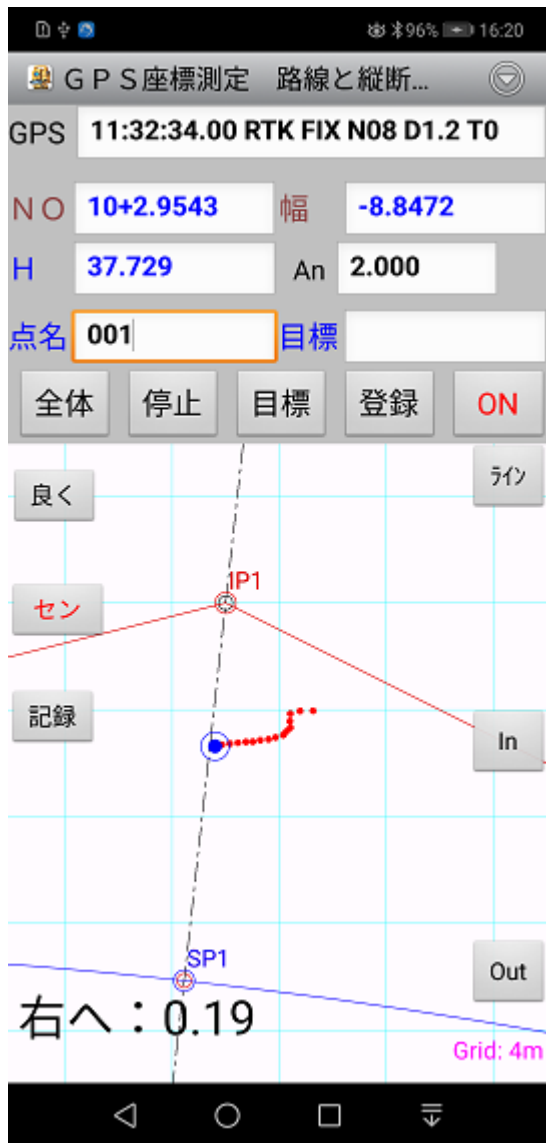 96% 16:20
GPS座標測定 路線と縦断...
GPS 11:32:34.00 RTK FIX N08 D1.2 T0
NO 10+2.9543 幅 -8.8472
H 37.729 An 2.000
点名 001 目標
全体 停止 目標 登録 ON
良く ライン
IP1
セン
記録 In
SP1
Out
右へ:0.19
Grid: 4m